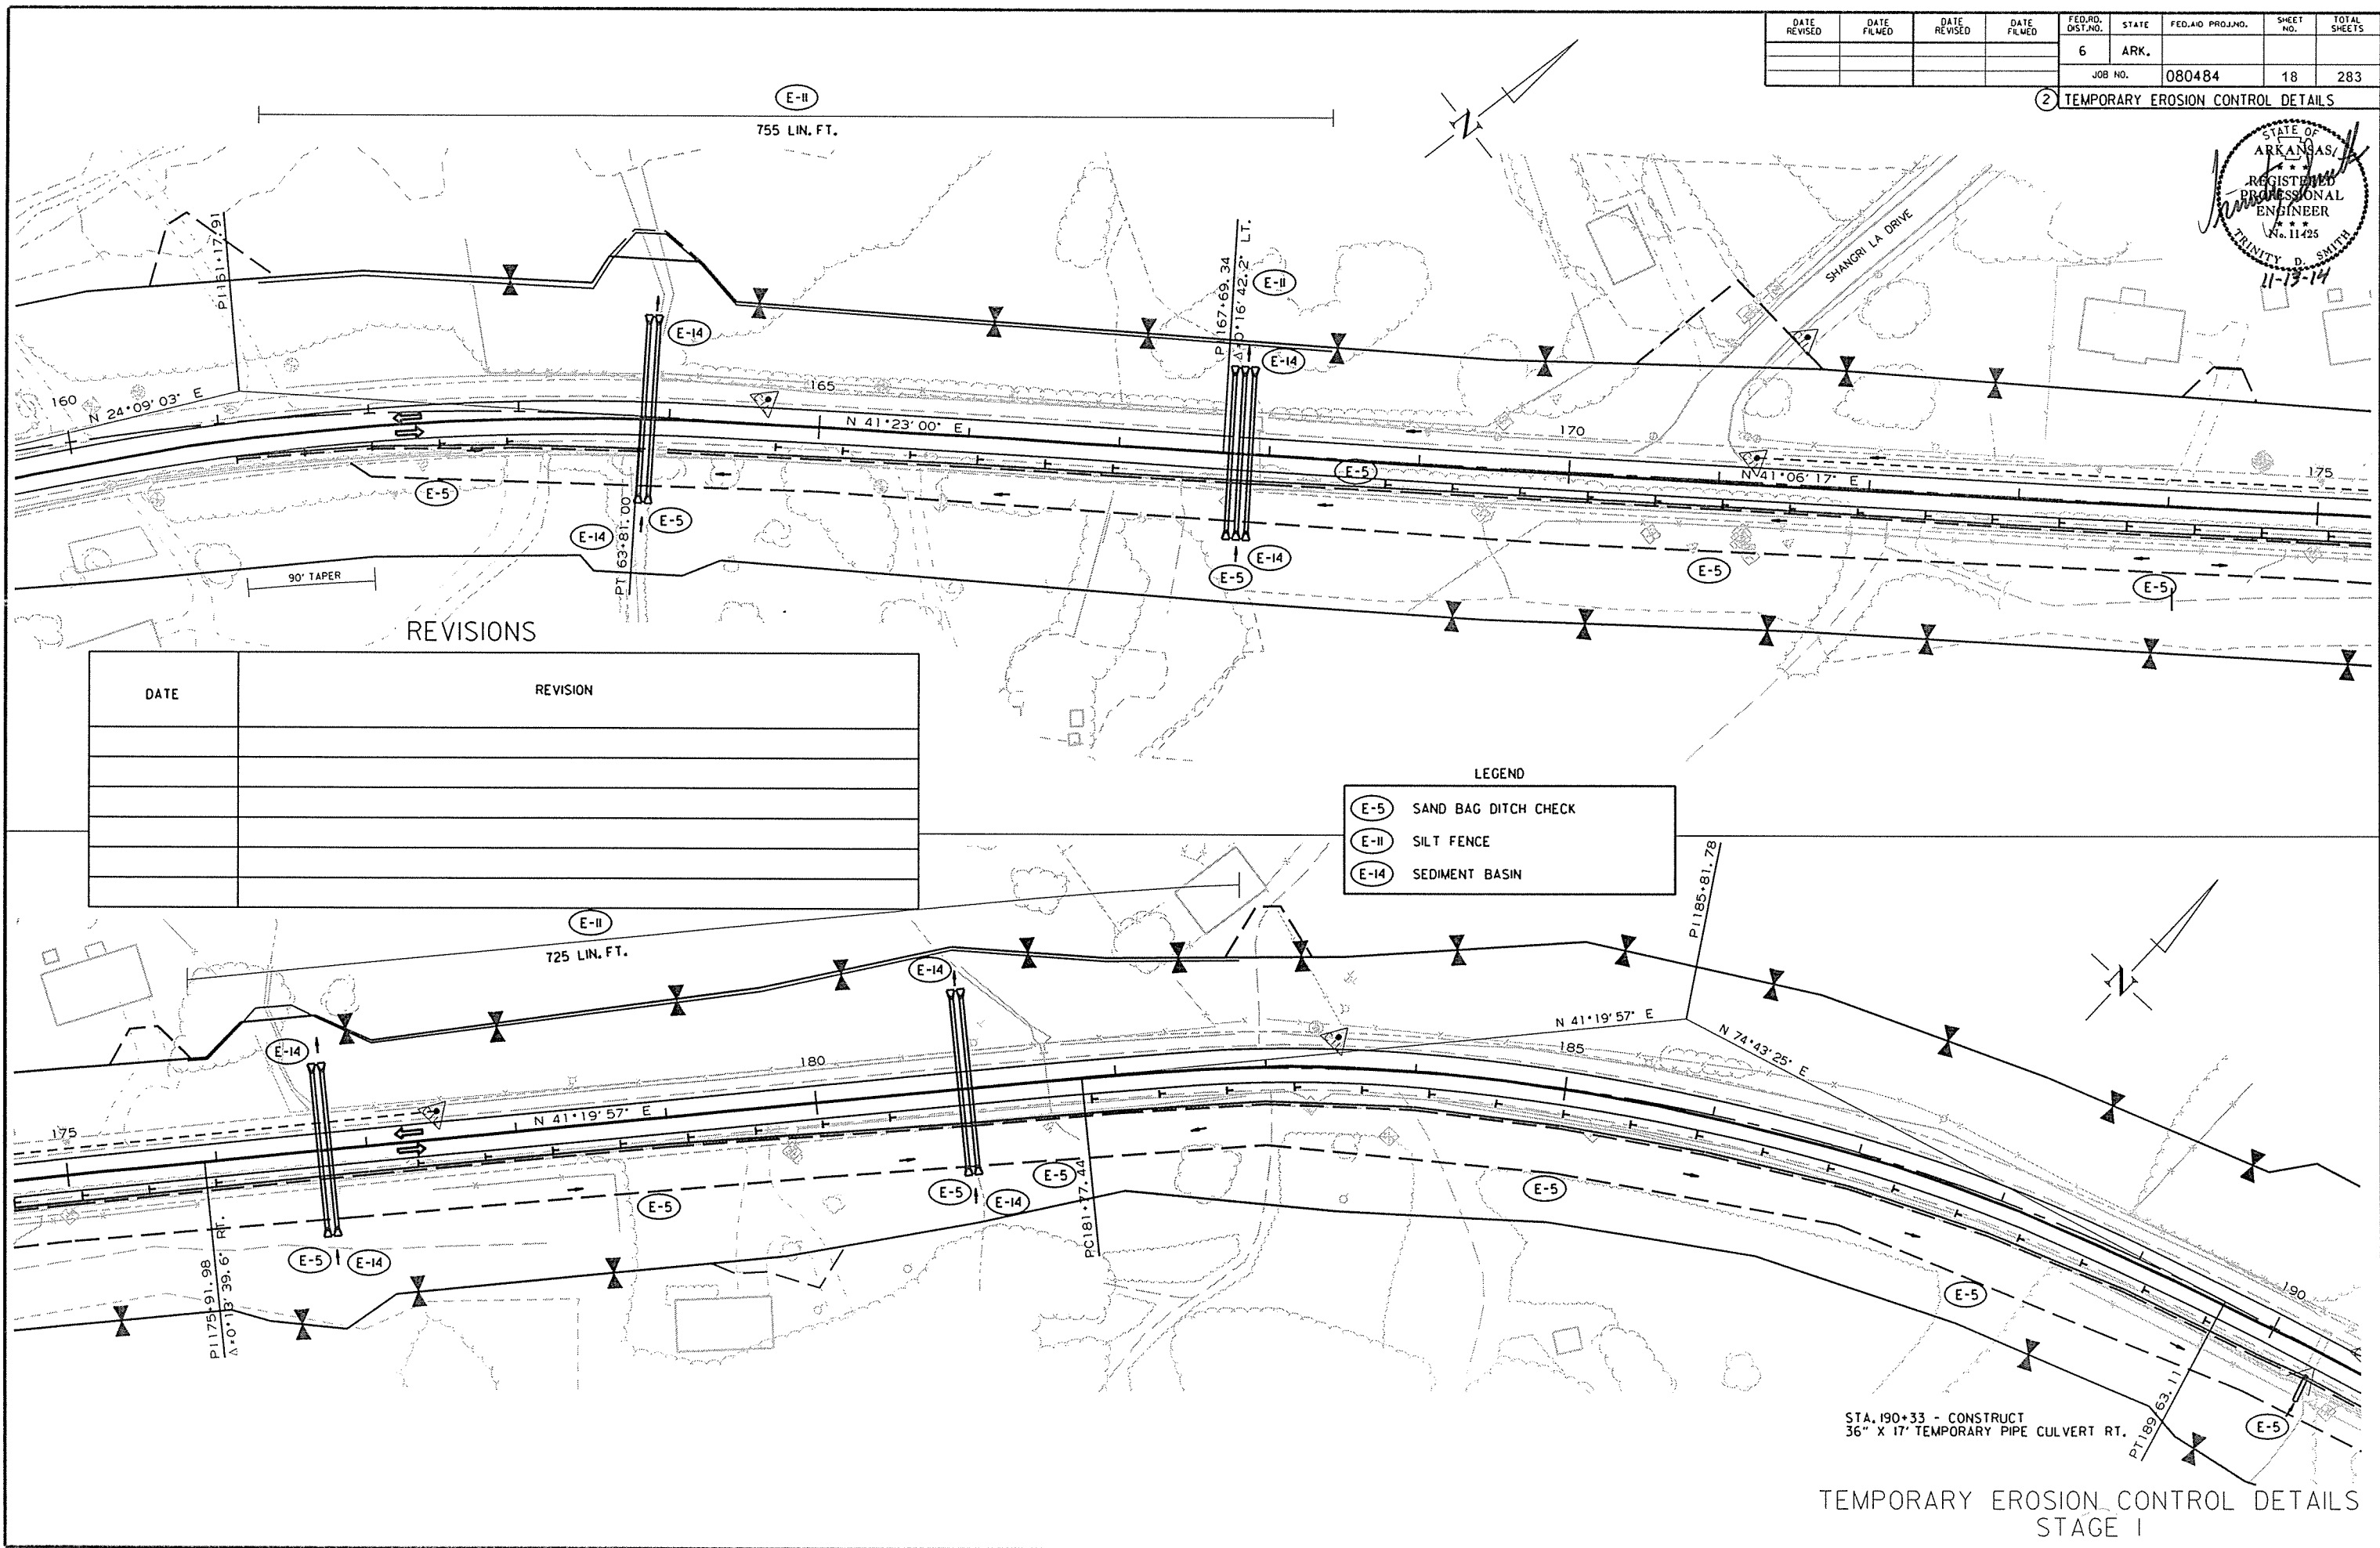 DATE REVISED
DATE FILMED
DATE REVISED
DATE FILMED
FED.RD. DIST.NO.
STATE
FED.AID PROJ.NO.
SHEET NO.
TOTAL SHEETS
6
ARK.
JOB NO.
080484
18
283
2 TEMPORARY EROSION CONTROL DETAILS
STATE OF
ARKANSAS
REGISTERED
PROFESSIONAL
ENGINEER
No. 11425
TRINITY D. SMITH
11-13-14
E-11
755 LIN. FT.
N
SHANGRI LA DRIVE
PI 161+17.91
PI 167+69.34
Δ=0°16'42.2" LT.
E-11
E-14
E-14
160
N 24°09'03" E
165
N 41°23'00" E
170
N 41°06'17" E
175
E-5
E-5
E-14
E-5
PT 163+81.00
E-14
E-5
E-5
E-5
90' TAPER
REVISIONS
DATE
REVISION
LEGEND
E-5 SAND BAG DITCH CHECK
E-11 SILT FENCE
E-14 SEDIMENT BASIN
E-11
725 LIN. FT.
PI 185+81.78
N
E-14
E-14
175
N 41°19'57" E
180
N 41°19'57" E
185
N 74°43'25" E
190
PI 175+91.98
Δ=0°13'39.6" RT.
E-5
E-14
E-5
E-5
E-14
E-5
PC 181+77.44
E-5
E-5
PT 189+63.11
E-5
STA. 190+33 - CONSTRUCT
36" X 17' TEMPORARY PIPE CULVERT RT.
TEMPORARY EROSION CONTROL DETAILS
STAGE 1